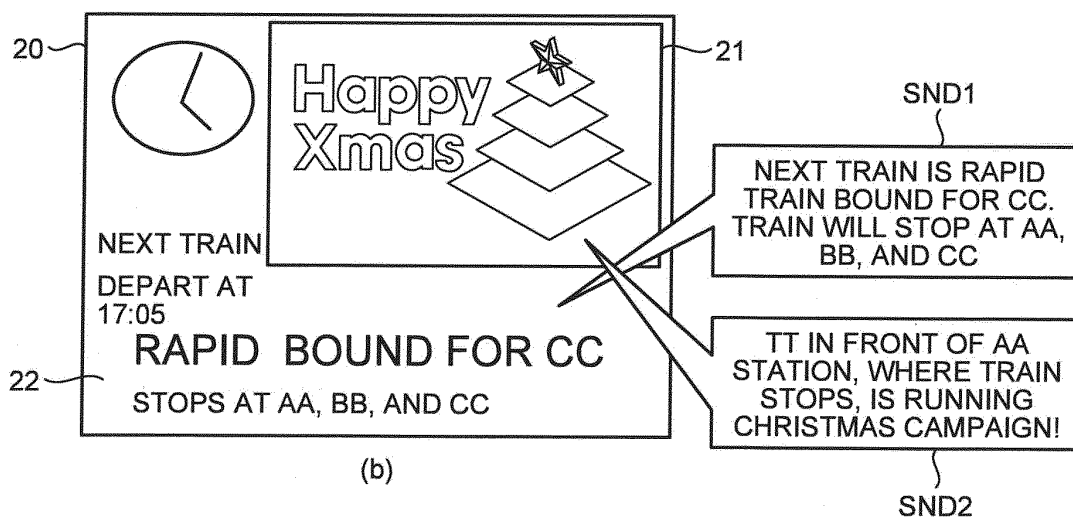 20
21
Happy
Xmas
SND1
NEXT TRAIN IS RAPID
TRAIN BOUND FOR CC.
TRAIN WILL STOP AT AA,
BB, AND CC
NEXT TRAIN
DEPART AT
17:05
RAPID BOUND FOR CC
22
STOPS AT AA, BB, AND CC
TT IN FRONT OF AA
STATION, WHERE TRAIN
STOPS, IS RUNNING
CHRISTMAS CAMPAIGN!
(b)
SND2